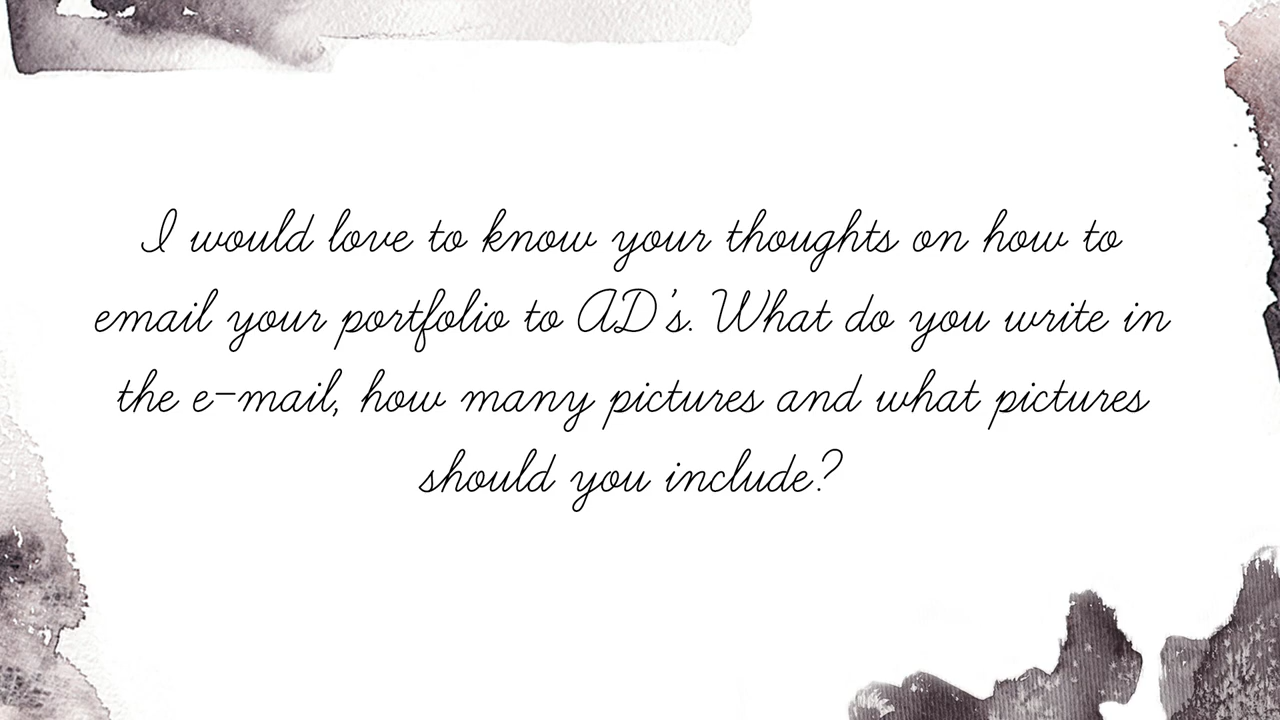 I would love to know your thoughts on how to
email your portfolio to AD's. What do you write in
the e-mail, how many pictures and what pictures
should you include?